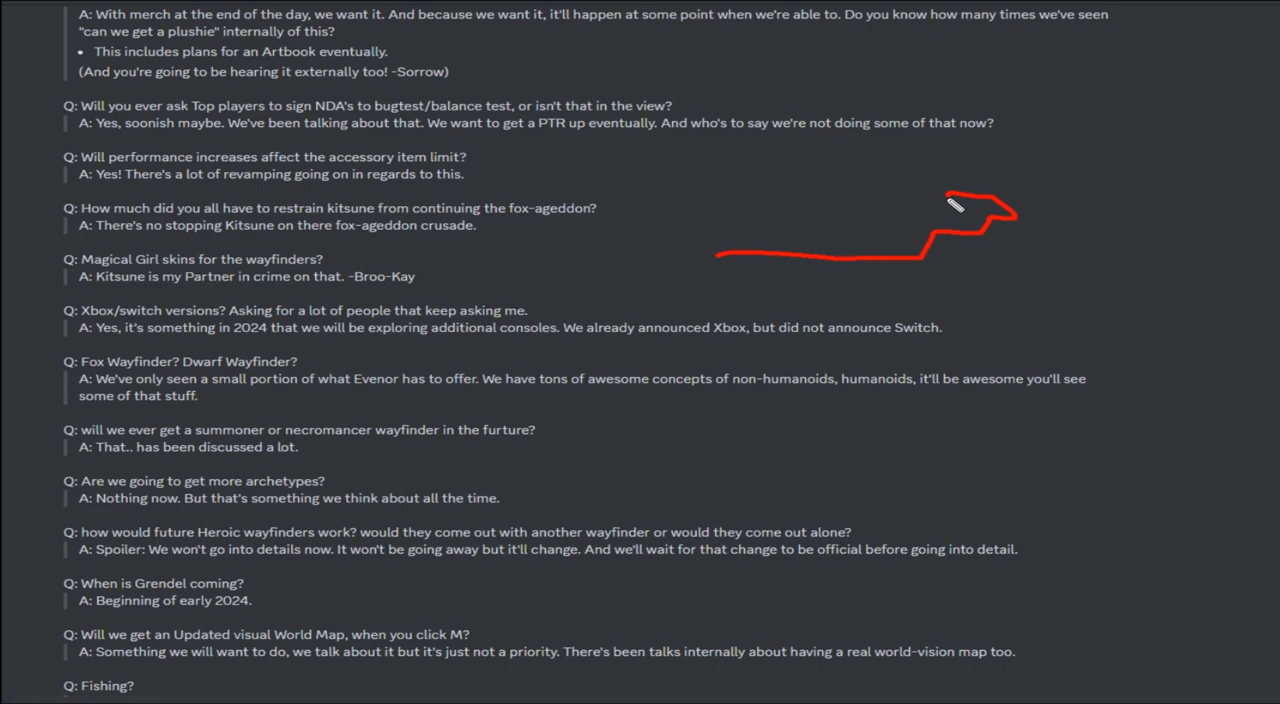 A: With merch at the end of the day, we want it. And because we want it, it'll happen at some point when we're able to. Do you know how many times we've seen
"can we get a plushie" internally of this?
• This includes plans for an Artbook eventually.
(And you're going to be hearing it externally too! -Sorrow)
Q: Will you ever ask Top players to sign NDA's to bugtest/balance test, or isn't that in the view?
A: Yes, soonish maybe. We've been talking about that. We want to get a PTR up eventually. And who's to say we're not doing some of that now?
Q: Will performance increases affect the accessory item limit?
A: Yes! There's a lot of revamping going on in regards to this.
Q: How much did you all have to restrain kitsune from continuing the fox-ageddon?
A: There's no stopping Kitsune on there fox-ageddon crusade.
Q: Magical Girl skins for the wayfinders?
A: Kitsune is my Partner in crime on that. -Broo-Kay
Q: Xbox/switch versions? Asking for a lot of people that keep asking me.
A: Yes, it's something in 2024 that we will be exploring additional consoles. We already announced Xbox, but did not announce Switch.
Q: Fox Wayfinder? Dwarf Wayfinder?
A: We've only seen a small portion of what Evenor has to offer. We have tons of awesome concepts of non-humanoids, humanoids, it'll be awesome you'll see
some of that stuff.
Q: will we ever get a summoner or necromancer wayfinder in the furture?
A: That.. has been discussed a lot.
Q: Are we going to get more archetypes?
A: Nothing now. But that's something we think about all the time.
Q: how would future Heroic wayfinders work? would they come out with another wayfinder or would they come out alone?
A: Spoiler: We won't go into details now. It won't be going away but it'll change. And we'll wait for that change to be official before going into detail.
Q: When is Grendel coming?
A: Beginning of early 2024.
Q: Will we get an Updated visual World Map, when you click M?
A: Something we will want to do, we talk about it but it's just not a priority. There's been talks internally about having a real world-vision map too.
Q: Fishing?